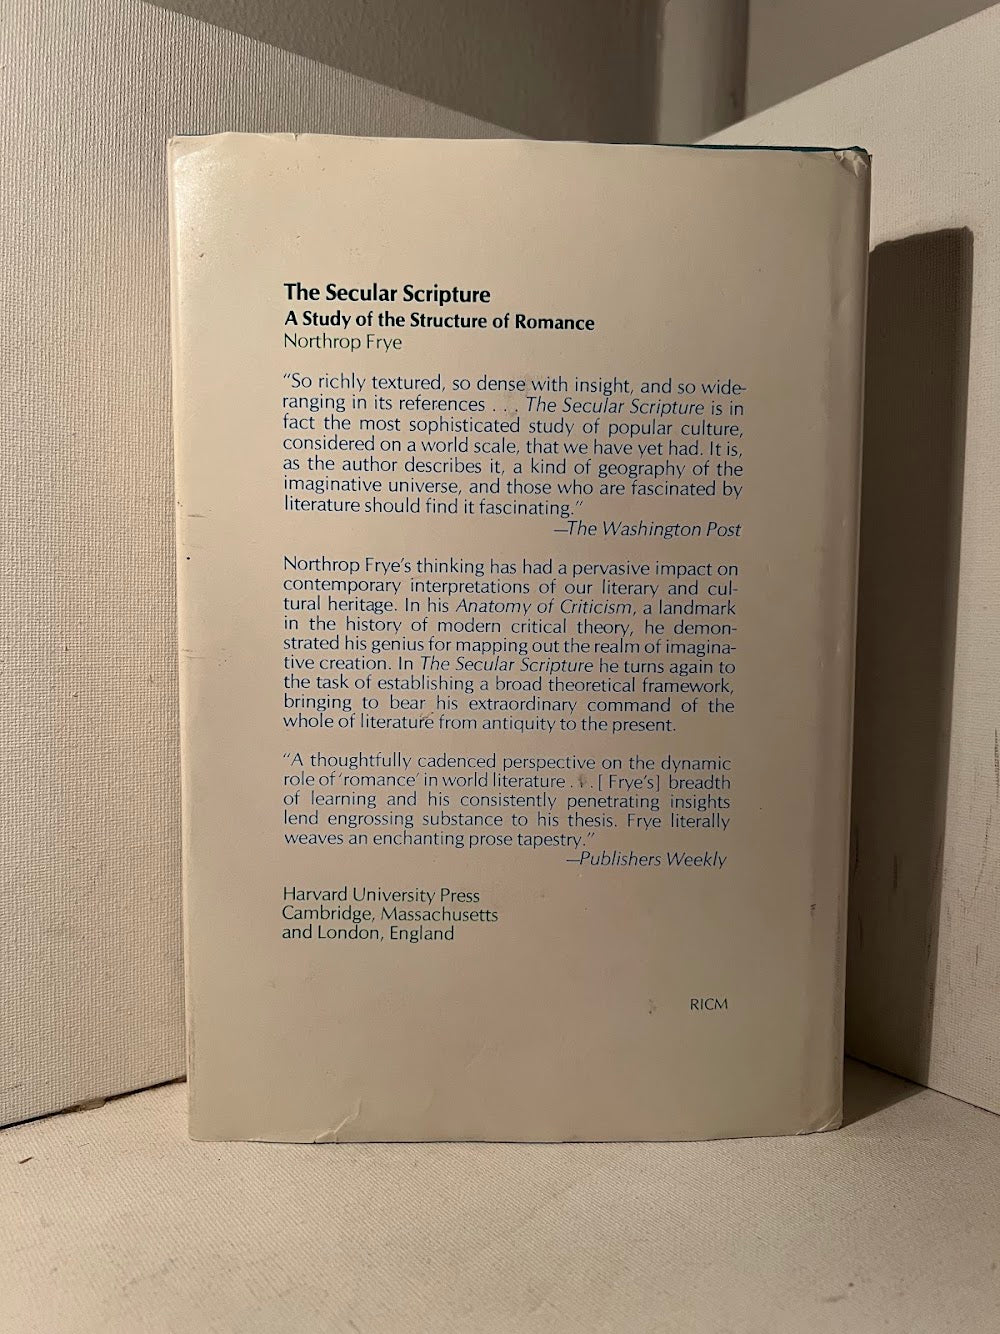 The Secular Scripture
A Study of the Structure of Romance
Northrop Frye
“So richly textured, so dense with insight, and so wide-
ranging in its references . . . The Secular Scripture is in
fact the most sophisticated study of popular culture,
considered on a world scale, that we have yet had. It is,
as the author describes it, a kind of geography of the
imaginative universe, and those who are fascinated by
literature should find it fascinating.”
—The Washington Post
Northrop Frye's thinking has had a pervasive impact on
contemporary interpretations of our literary and cul-
tural heritage. In his Anatomy of Criticism, a landmark
in the history of modern critical theory, he demon-
strated his genius for mapping out the realm of imagina-
tive creation. In The Secular Scripture he turns again to
the task of establishing a broad theoretical framework,
bringing to bear his extraordinary command of the
whole of literature from antiquity to the present.
“A thoughtfully cadenced perspective on the dynamic
role of ‘romance’ in world literature . . . [ Frye's] breadth
of learning and his consistently penetrating insights
lend engrossing substance to his thesis. Frye literally
weaves an enchanting prose tapestry.”
—Publishers Weekly
Harvard University Press
Cambridge, Massachusetts
and London, England
RICM